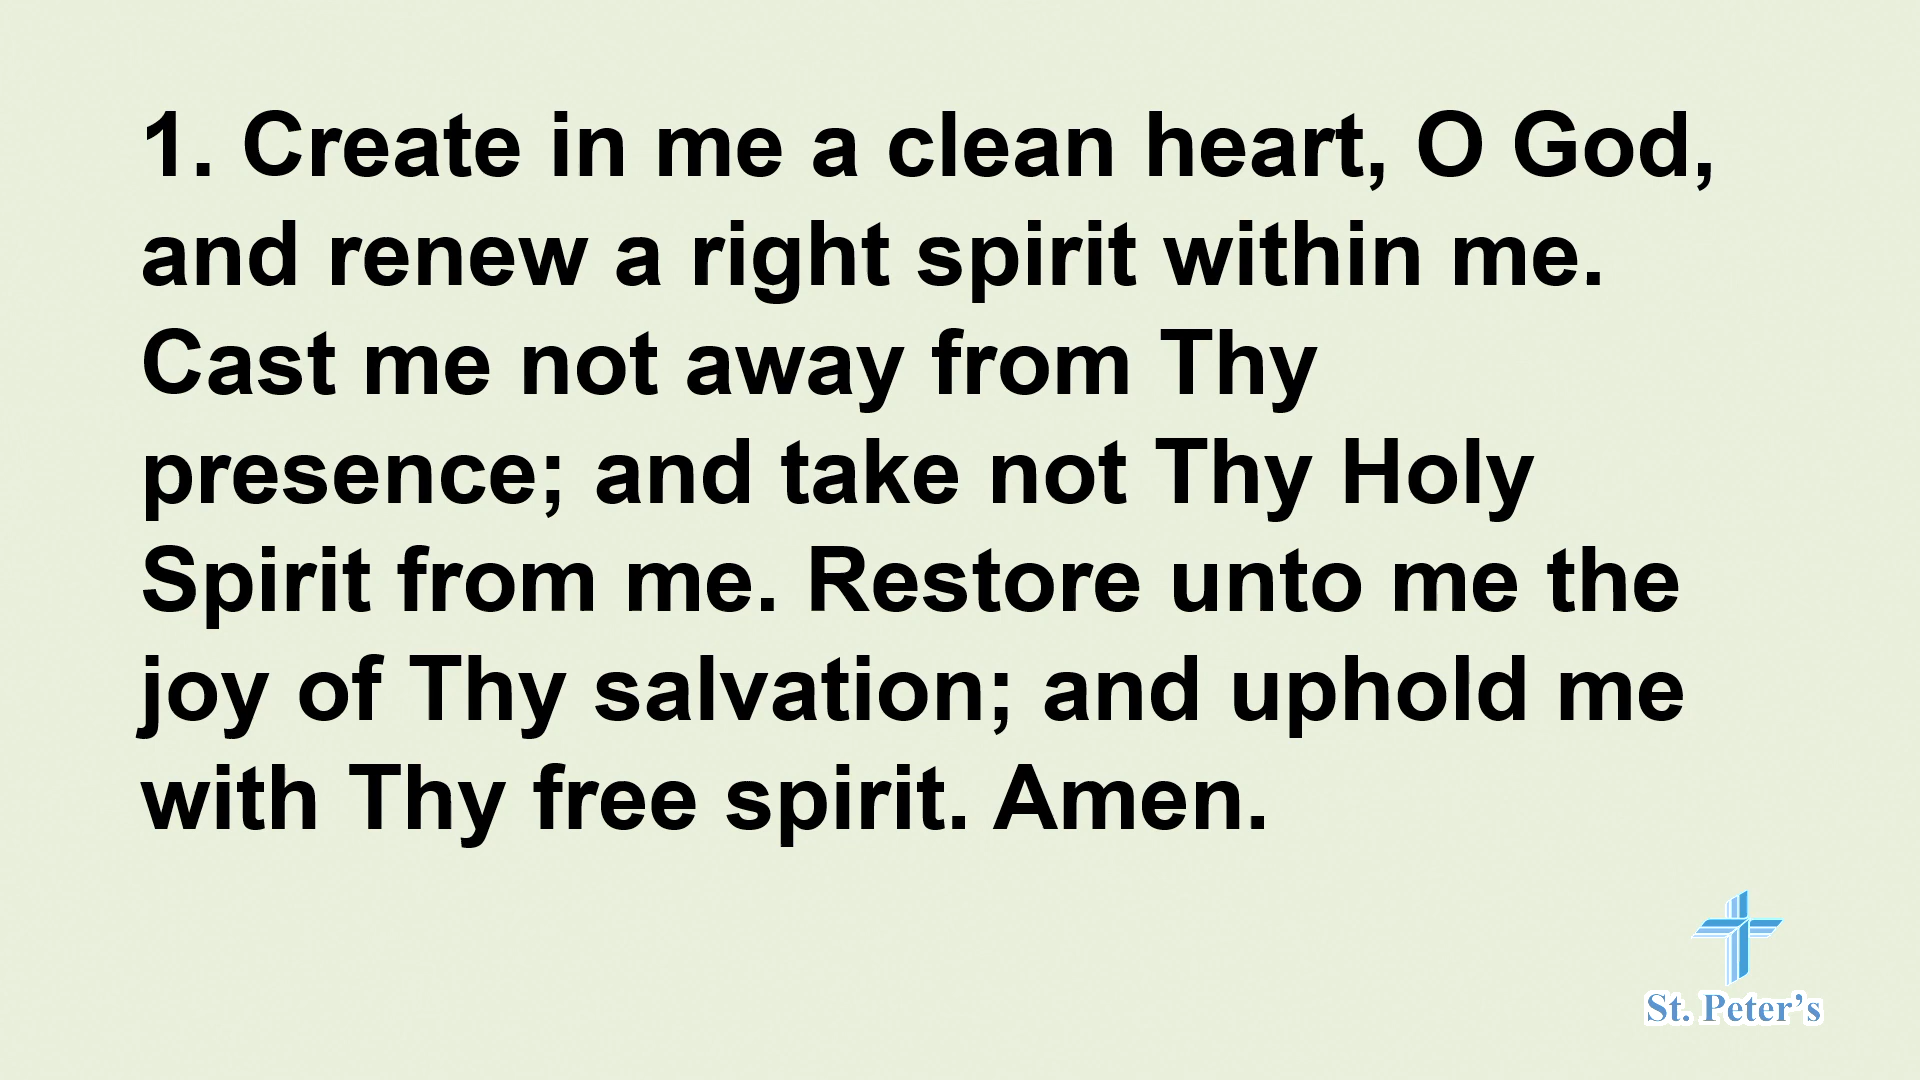 1. Create in me a clean heart, O God,
and renew a right spirit within me.
Cast me not away from Thy
presence; and take not Thy Holy
Spirit from me. Restore unto me the
joy of Thy salvation; and uphold me
with Thy free spirit. Amen.
St. Peter’s